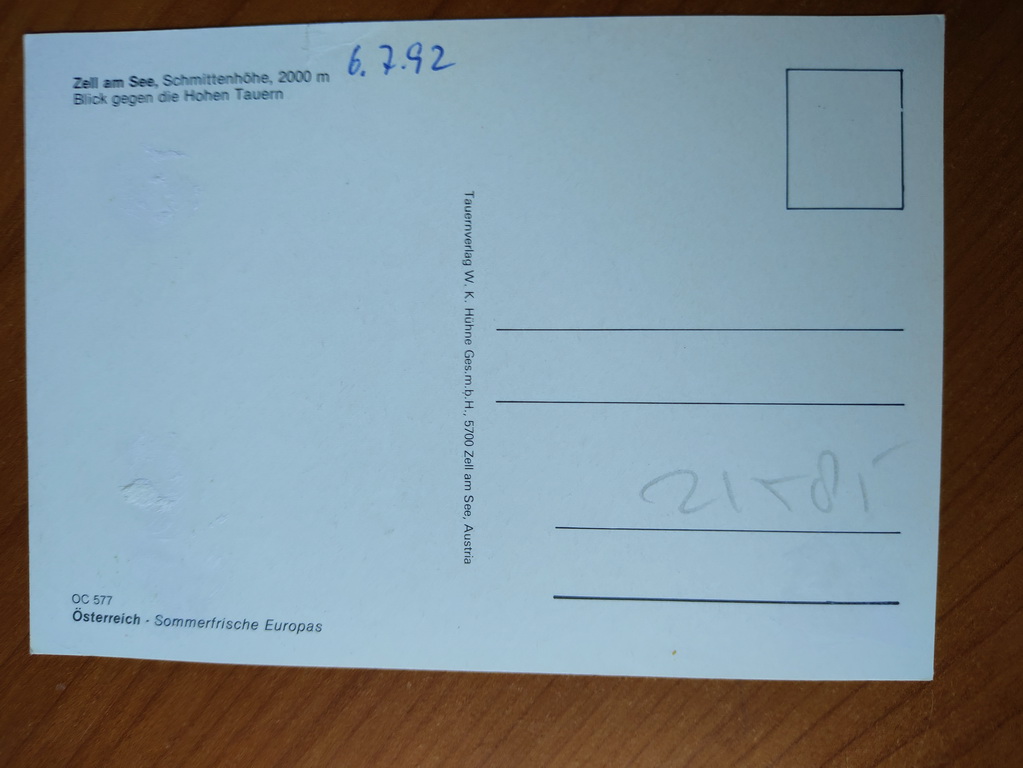 Zell am See, Schmittenhöhe, 2000 m
Blick gegen die Hohen Tauern
6.7.92
Tauernverlag W. K. Hühne Ges.m.b.H., 5700 Zell am See, Austria
OC 577
Österreich - Sommerfrische Europas